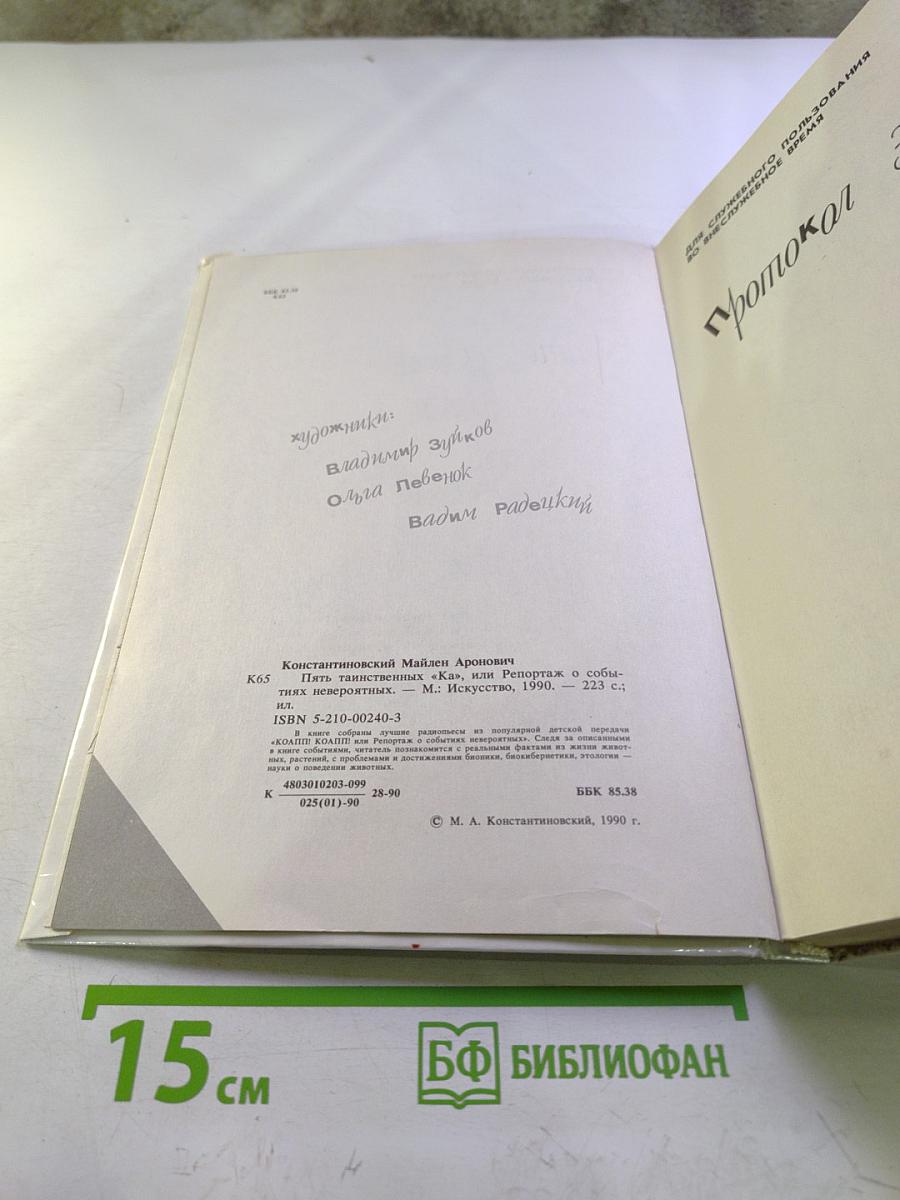 ББК 85.38
К65
художники:
Владимир Зуйков
Ольга Левенок
Вадим Радецкий
Константиновский Майлен Аронович
К65 Пять таинственных «Ка», или Репортаж о собы-
тиях невероятных. — М.: Искусство, 1990. — 223 с.;
ил.
ISBN 5-210-00240-3
В книге собраны лучшие радиопьесы из популярной детской передачи
«КОАПП! КОАПП! или Репортаж о событиях невероятных». Следя за описанными
в книге событиями, читатель познакомится с реальными фактами из жизни живот-
ных, растений, с проблемами и достижениями бионики, биокибернетики, этологии —
науки о поведении животных.
К 4803010203-099 28-90
025(01)-90
ББК 85.38
© М. А. Константиновский, 1990 г.
ДЛЯ СЛУЖЕБНОГО ПОЛЬЗОВАНИЯ
ВО ВНЕСЛУЖЕБНОЕ ВРЕМЯ
Протокол
15 см
БФ БИБЛИОФАН